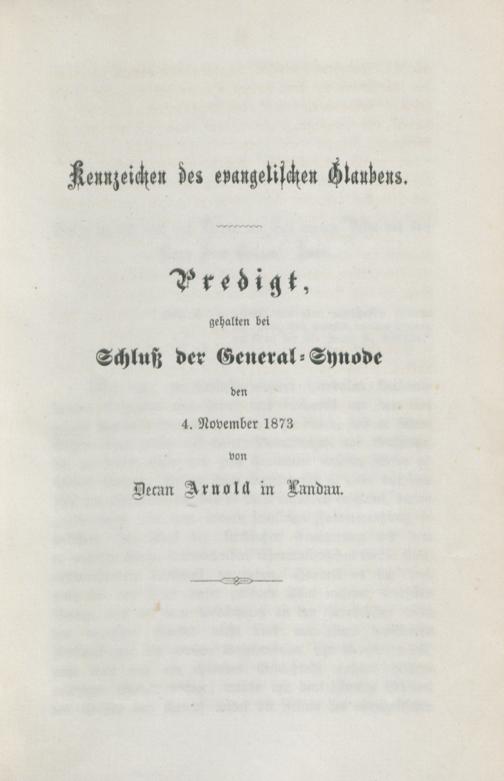 Kennzeichen des evangelischen Glaubens.
Predigt,
gehalten bei
Schluß der General-Synode
den
4. November 1873
von
Decan Arnold in Landau.